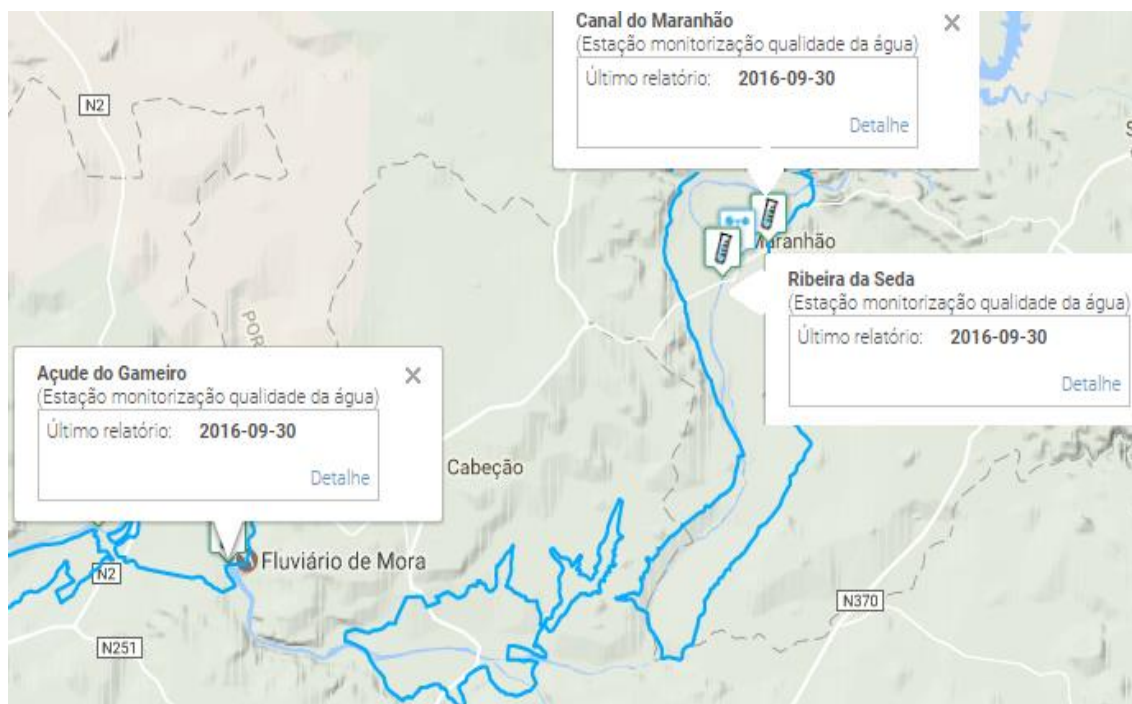 Canal do Maranhão
(Estação monitorização qualidade da água)
Último relatório: 2016-09-30
Detalhe
N2
Ribeira da Seda
(Estação monitorização qualidade da água)
Último relatório: 2016-09-30
Detalhe
Açude do Gameiro
(Estação monitorização qualidade da água)
Último relatório: 2016-09-30
Detalhe
Cabeção
Fluviário de Mora
N2
N370
N251